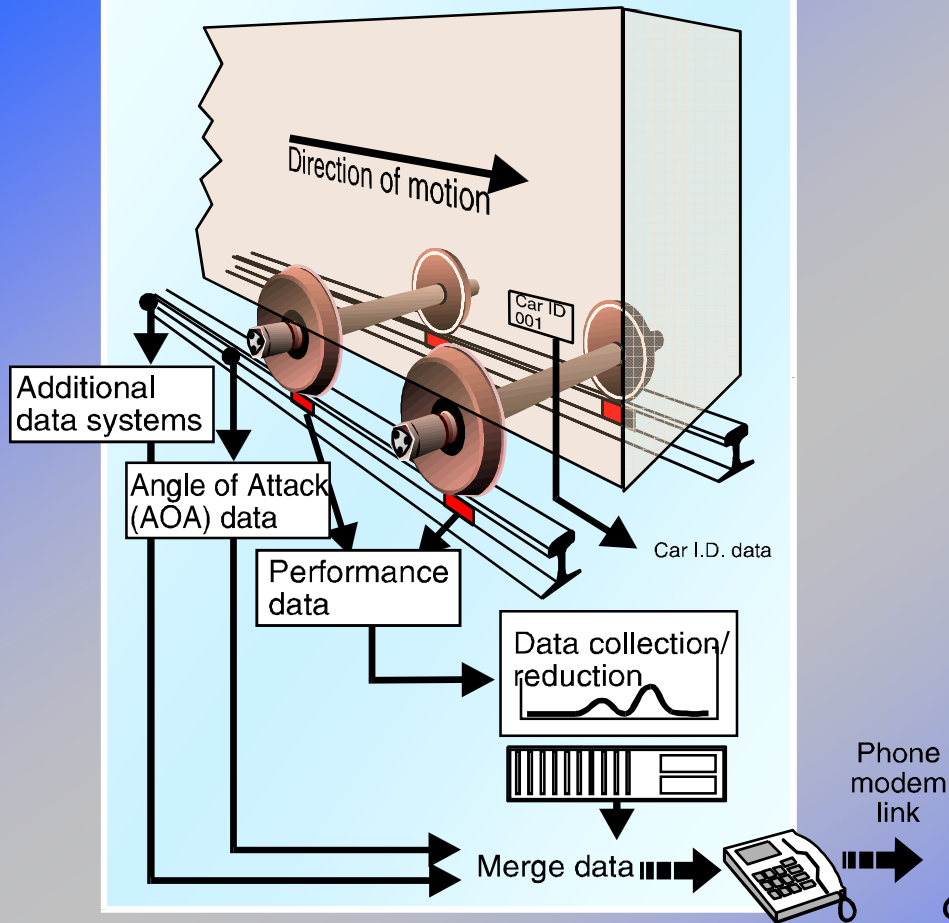 Direction of motion
Car ID
001
Additional
data systems
Angle of Attack
(AOA) data
Car I.D. data
Performance
data
Data collection/
reduction
Phone
modem
link
Merge data